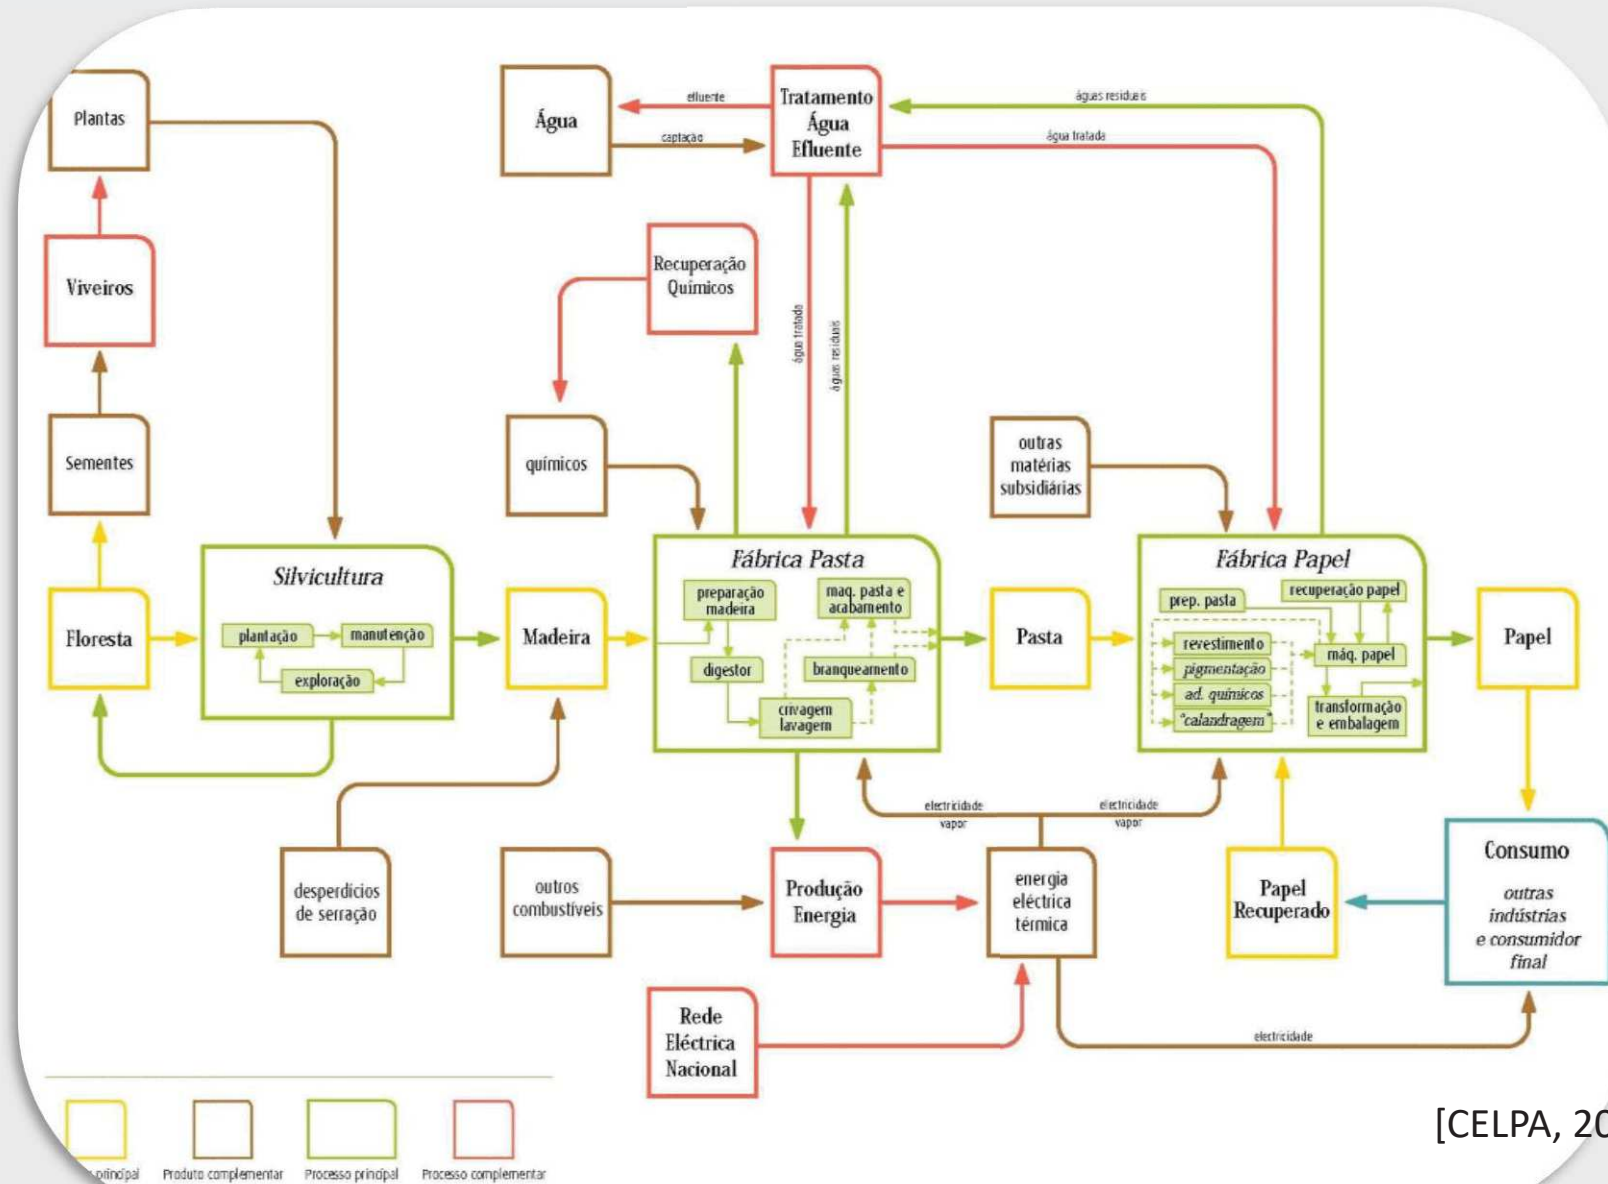 Plantas
Viveiros
Sementes
Floresta
Água
efluente
captação
Tratamento
Água
Efluente
águas residuais
água tratada
Recuperação
Químicos
água tratada
águas residuais
químicos
outras
matérias
subsidiárias
Silvicultura
plantação
manutenção
exploração
Madeira
Fábrica Pasta
preparação
madeira
maq. pasta e
acabamento
digestor
branqueamento
crivagem
lavagem
Pasta
Fábrica Papel
prep. pasta
recuperação papel
revestimento
máq. papel
pigmentação
ad. químicos
"calandragem"
transformação
e embalagem
Papel
desperdícios
de serração
outros
combustíveis
Produção
Energia
electricidade
vapor
electricidade
vapor
energia
eléctrica
térmica
Papel
Recuperado
Consumo
outras
indústrias
e consumidor
final
Rede
Eléctrica
Nacional
electricidade
principal
Produto complementar
Processo principal
Processo complementar
[CELPA, 20